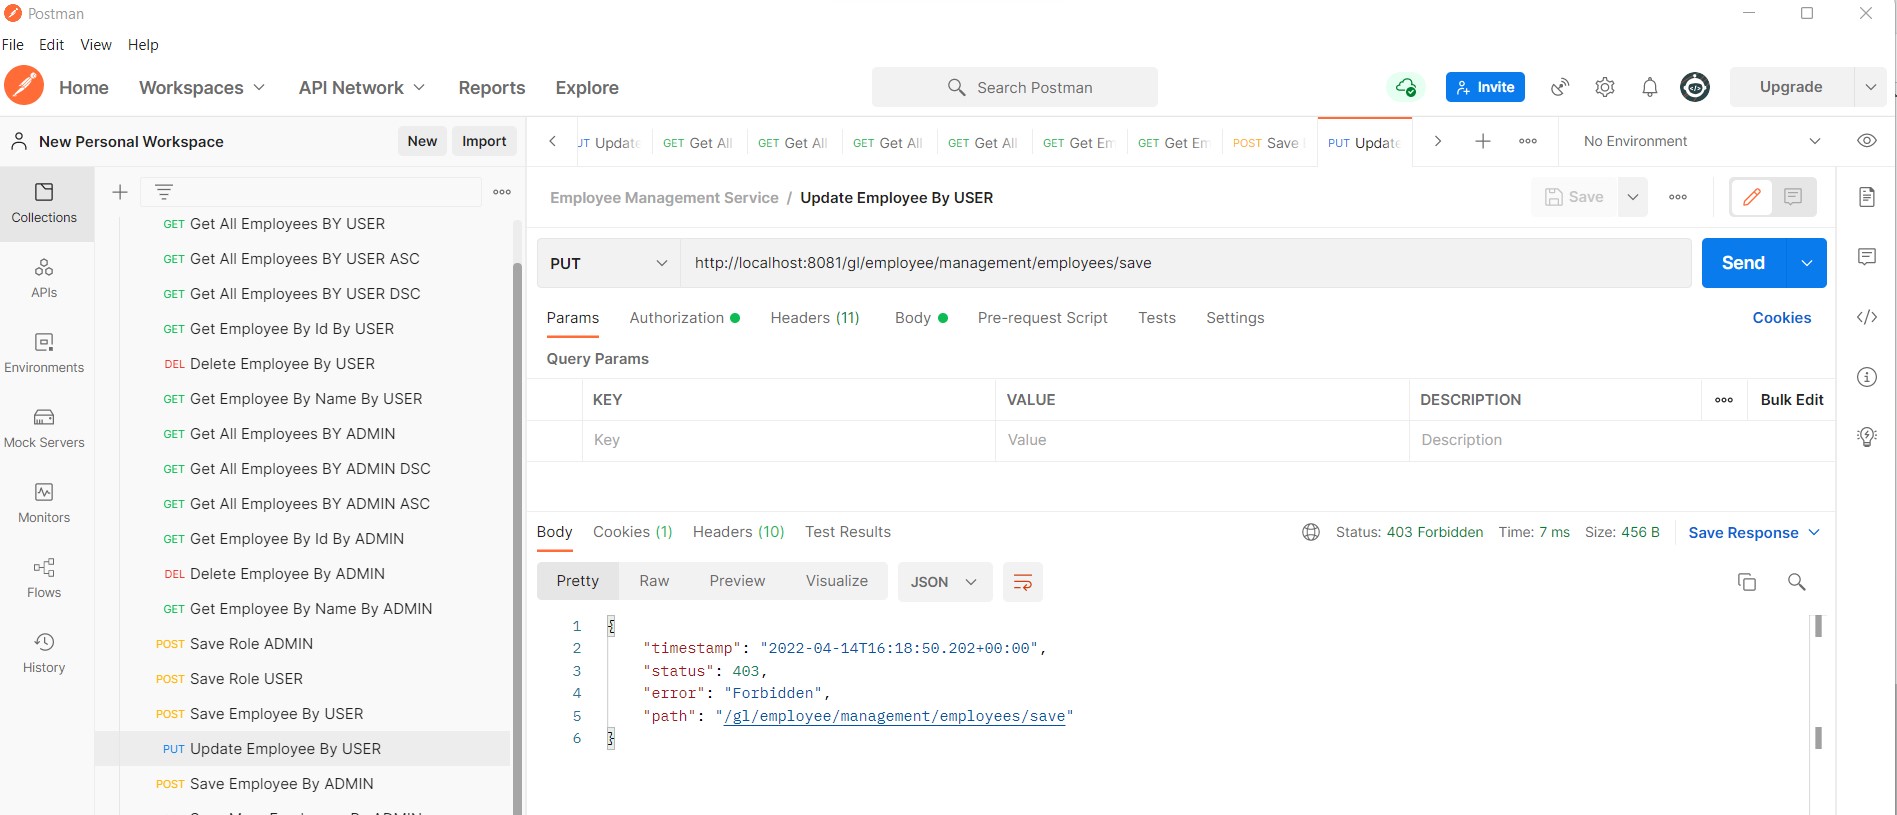 Postman
File Edit View Help
Home Workspaces API Network Reports Explore Search Postman Invite Upgrade
New Personal Workspace New Import
Update GET Get All GET Get All GET Get All GET Get All GET Get Em GET Get Em POST Save PUT Update No Environment
Collections
APIs
Environments
Mock Servers
Monitors
Flows
History
GET Get All Employees BY USER
GET Get All Employees BY USER ASC
GET Get All Employees BY USER DSC
GET Get Employee By Id By USER
DEL Delete Employee By USER
GET Get Employee By Name By USER
GET Get All Employees BY ADMIN
GET Get All Employees BY ADMIN DSC
GET Get All Employees BY ADMIN ASC
GET Get Employee By Id By ADMIN
DEL Delete Employee By ADMIN
GET Get Employee By Name By ADMIN
POST Save Role ADMIN
POST Save Role USER
POST Save Employee By USER
PUT Update Employee By USER
POST Save Employee By ADMIN
Employee Management Service / Update Employee By USER Save
PUT http://localhost:8081/gl/employee/management/employees/save Send
Params Authorization Headers (11) Body Pre-request Script Tests Settings Cookies
Query Params
KEY VALUE DESCRIPTION Bulk Edit
Key Value Description
Body Cookies (1) Headers (10) Test Results Status: 403 Forbidden Time: 7 ms Size: 456 B Save Response
Pretty Raw Preview Visualize JSON
1 {
2 "timestamp": "2022-04-14T16:18:50.202+00:00",
3 "status": 403,
4 "error": "Forbidden",
5 "path": "/gl/employee/management/employees/save"
6 }